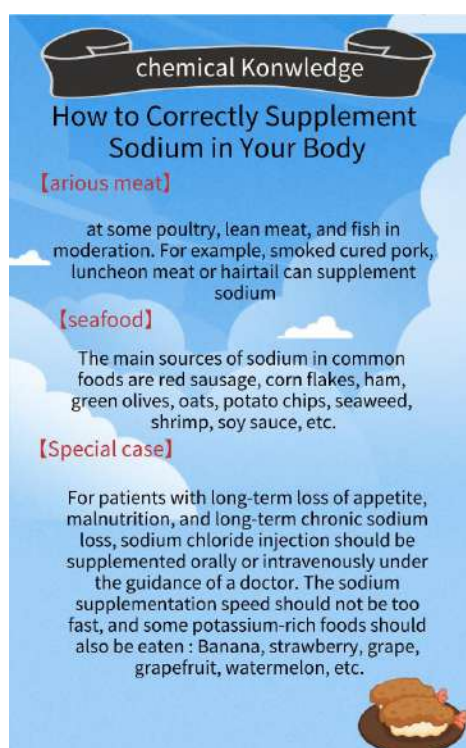 chemical Konwledge
How to Correctly Supplement
Sodium in Your Body
【arious meat】
at some poultry, lean meat, and fish in
moderation. For example, smoked cured pork,
luncheon meat or hairtail can supplement
sodium
【seafood】
The main sources of sodium in common
foods are red sausage, corn flakes, ham,
green olives, oats, potato chips, seaweed,
shrimp, soy sauce, etc.
【Special case】
For patients with long-term loss of appetite,
malnutrition, and long-term chronic sodium
loss, sodium chloride injection should be
supplemented orally or intravenously under
the guidance of a doctor. The sodium
supplementation speed should not be too
fast, and some potassium-rich foods should
also be eaten : Banana, strawberry, grape,
grapefruit, watermelon, etc.